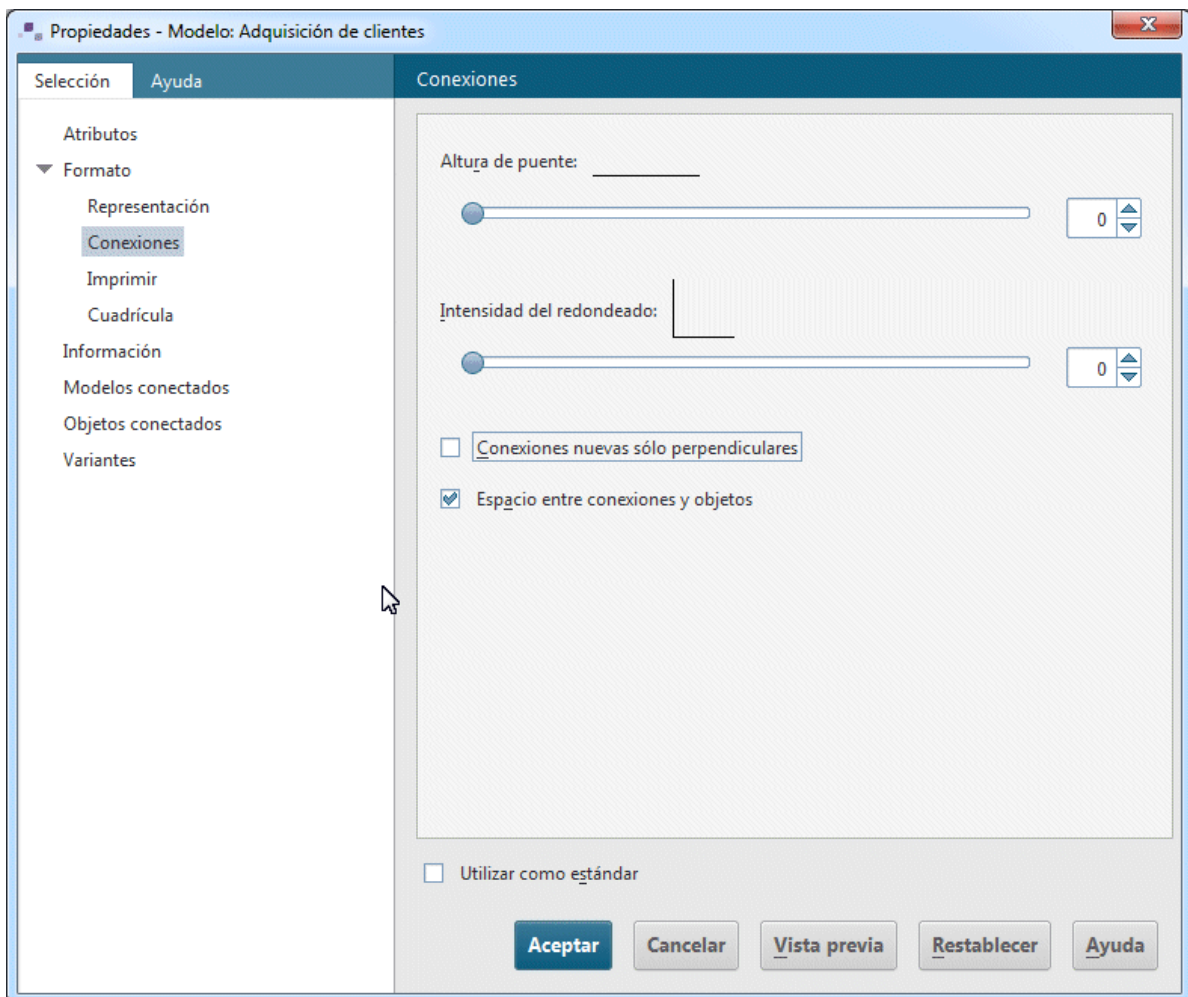 Propiedades - Modelo: Adquisición de clientes
Selección Ayuda
Atributos
Formato
Representación
Conexiones
Imprimir
Cuadrícula
Información
Modelos conectados
Objetos conectados
Variantes
Conexiones
Altura de puente:
0
Intensidad del redondeado:
0
Conexiones nuevas sólo perpendiculares
Espacio entre conexiones y objetos
Utilizar como estándar
Aceptar Cancelar Vista previa Restablecer Ayuda